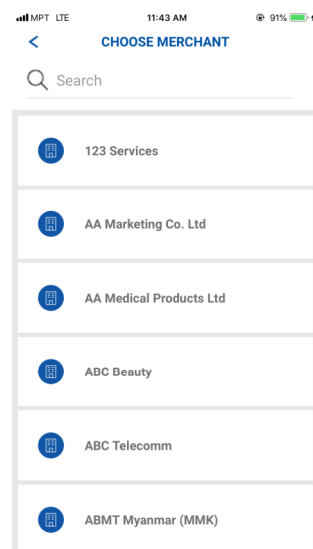 MPT LTE 11:43 AM 91%
CHOOSE MERCHANT
Search
123 Services
AA Marketing Co. Ltd
AA Medical Products Ltd
ABC Beauty
ABC Telecomm
ABMT Myanmar (MMK)